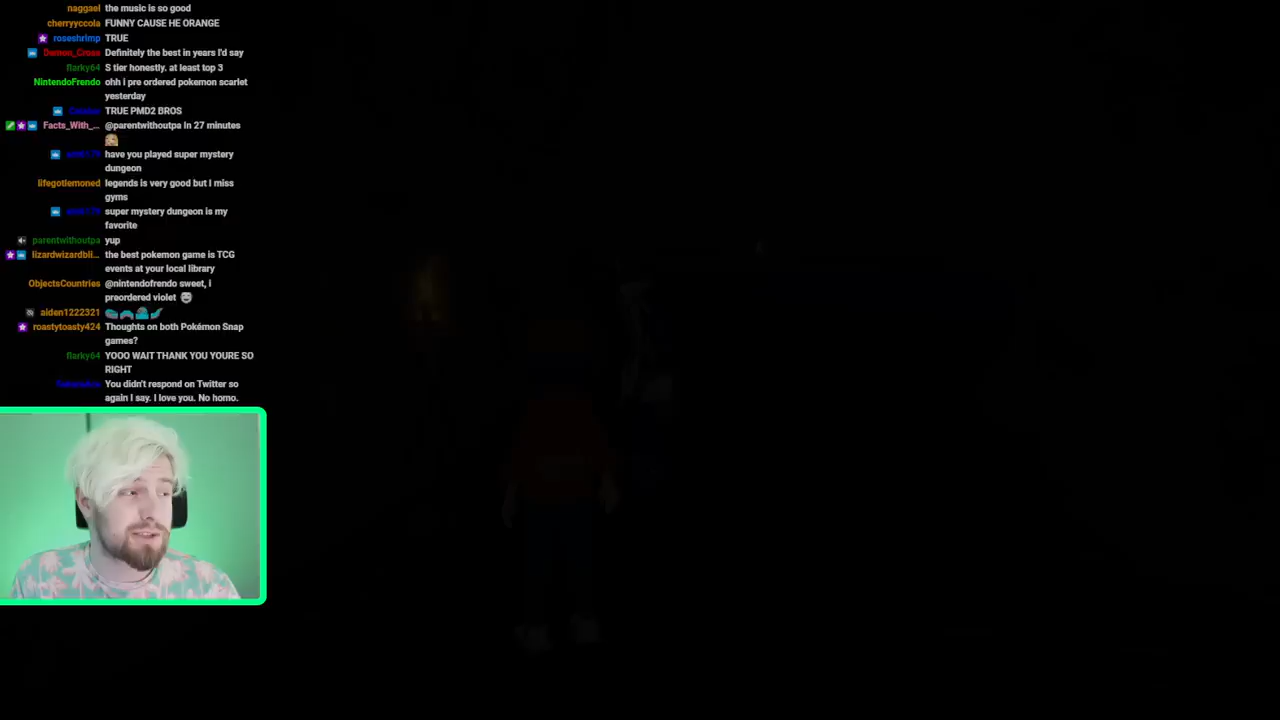 naggael the music is so good
cherryyccola FUNNY CAUSE HE ORANGE
roseshrimp TRUE
Demon_Cross Definitely the best in years I'd say
flarky64 S tier honestly. at least top 3
NintendoFrendo ohh i pre ordered pokemon scarlet
yesterday
TRUE PMD2 BROS
Facts_With_... @parentwithoutpa In 27 minutes
have you played super mystery
dungeon
lifegotlemoned legends is very good but I miss
gyms
super mystery dungeon is my
favorite
parentwithoutpa yup
lizardwizardbli... the best pokemon game is TCG
events at your local library
ObjectsCountries @nintendofrendo sweet, i
preordered violet
aiden1222321
roastytoasty424 Thoughts on both Pokémon Snap
games?
flarky64 YOOO WAIT THANK YOU YOURE SO
RIGHT
You didn't respond on Twitter so
again I say. I love you. No homo.